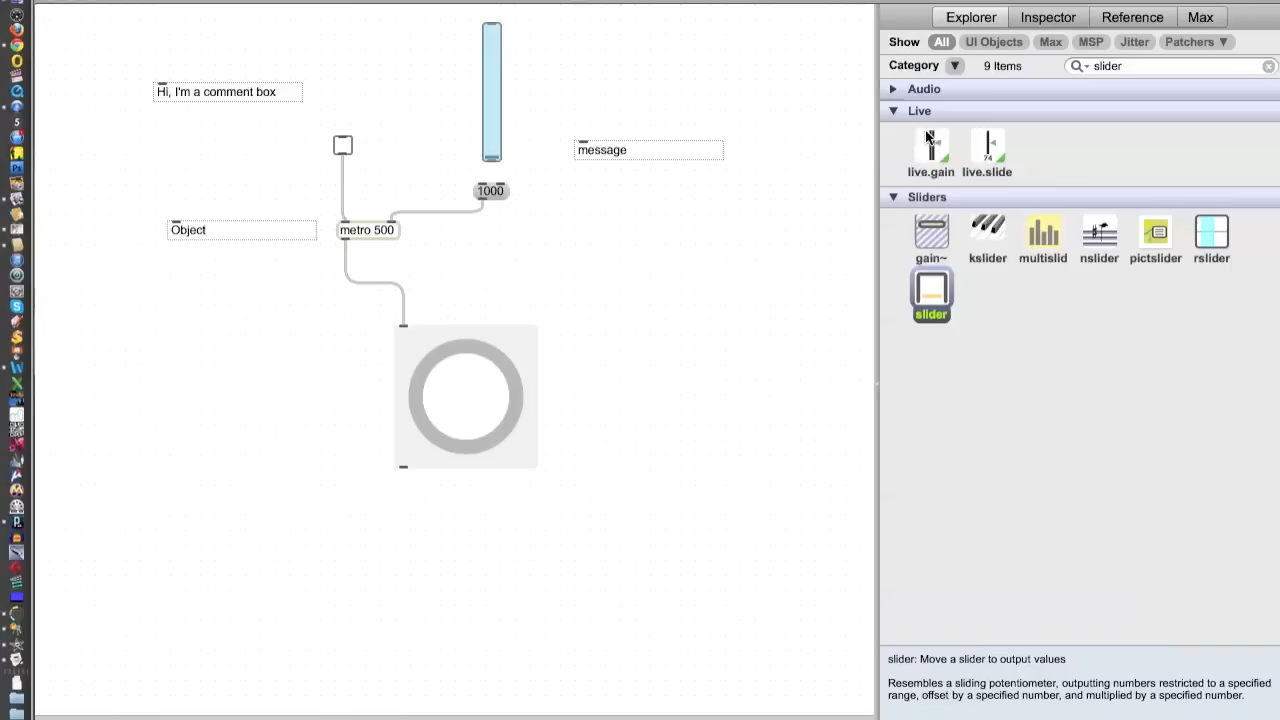 Explorer
Inspector
Reference
Max
Show
All
UI Objects
Max
MSP
Jitter
Patchers ▼
Category ▼
9 Items
slider
Audio
Live
live.gain
live.slide
74
Sliders
gain~
kslider
multislid
nslider
pictslider
rslider
slider
Hi, I'm a comment box
message
1000
Object
metro 500
slider: Move a slider to output values
Resembles a sliding potentiometer, outputting numbers restricted to a specified
range, offset by a specified number, and multiplied by a specified number.